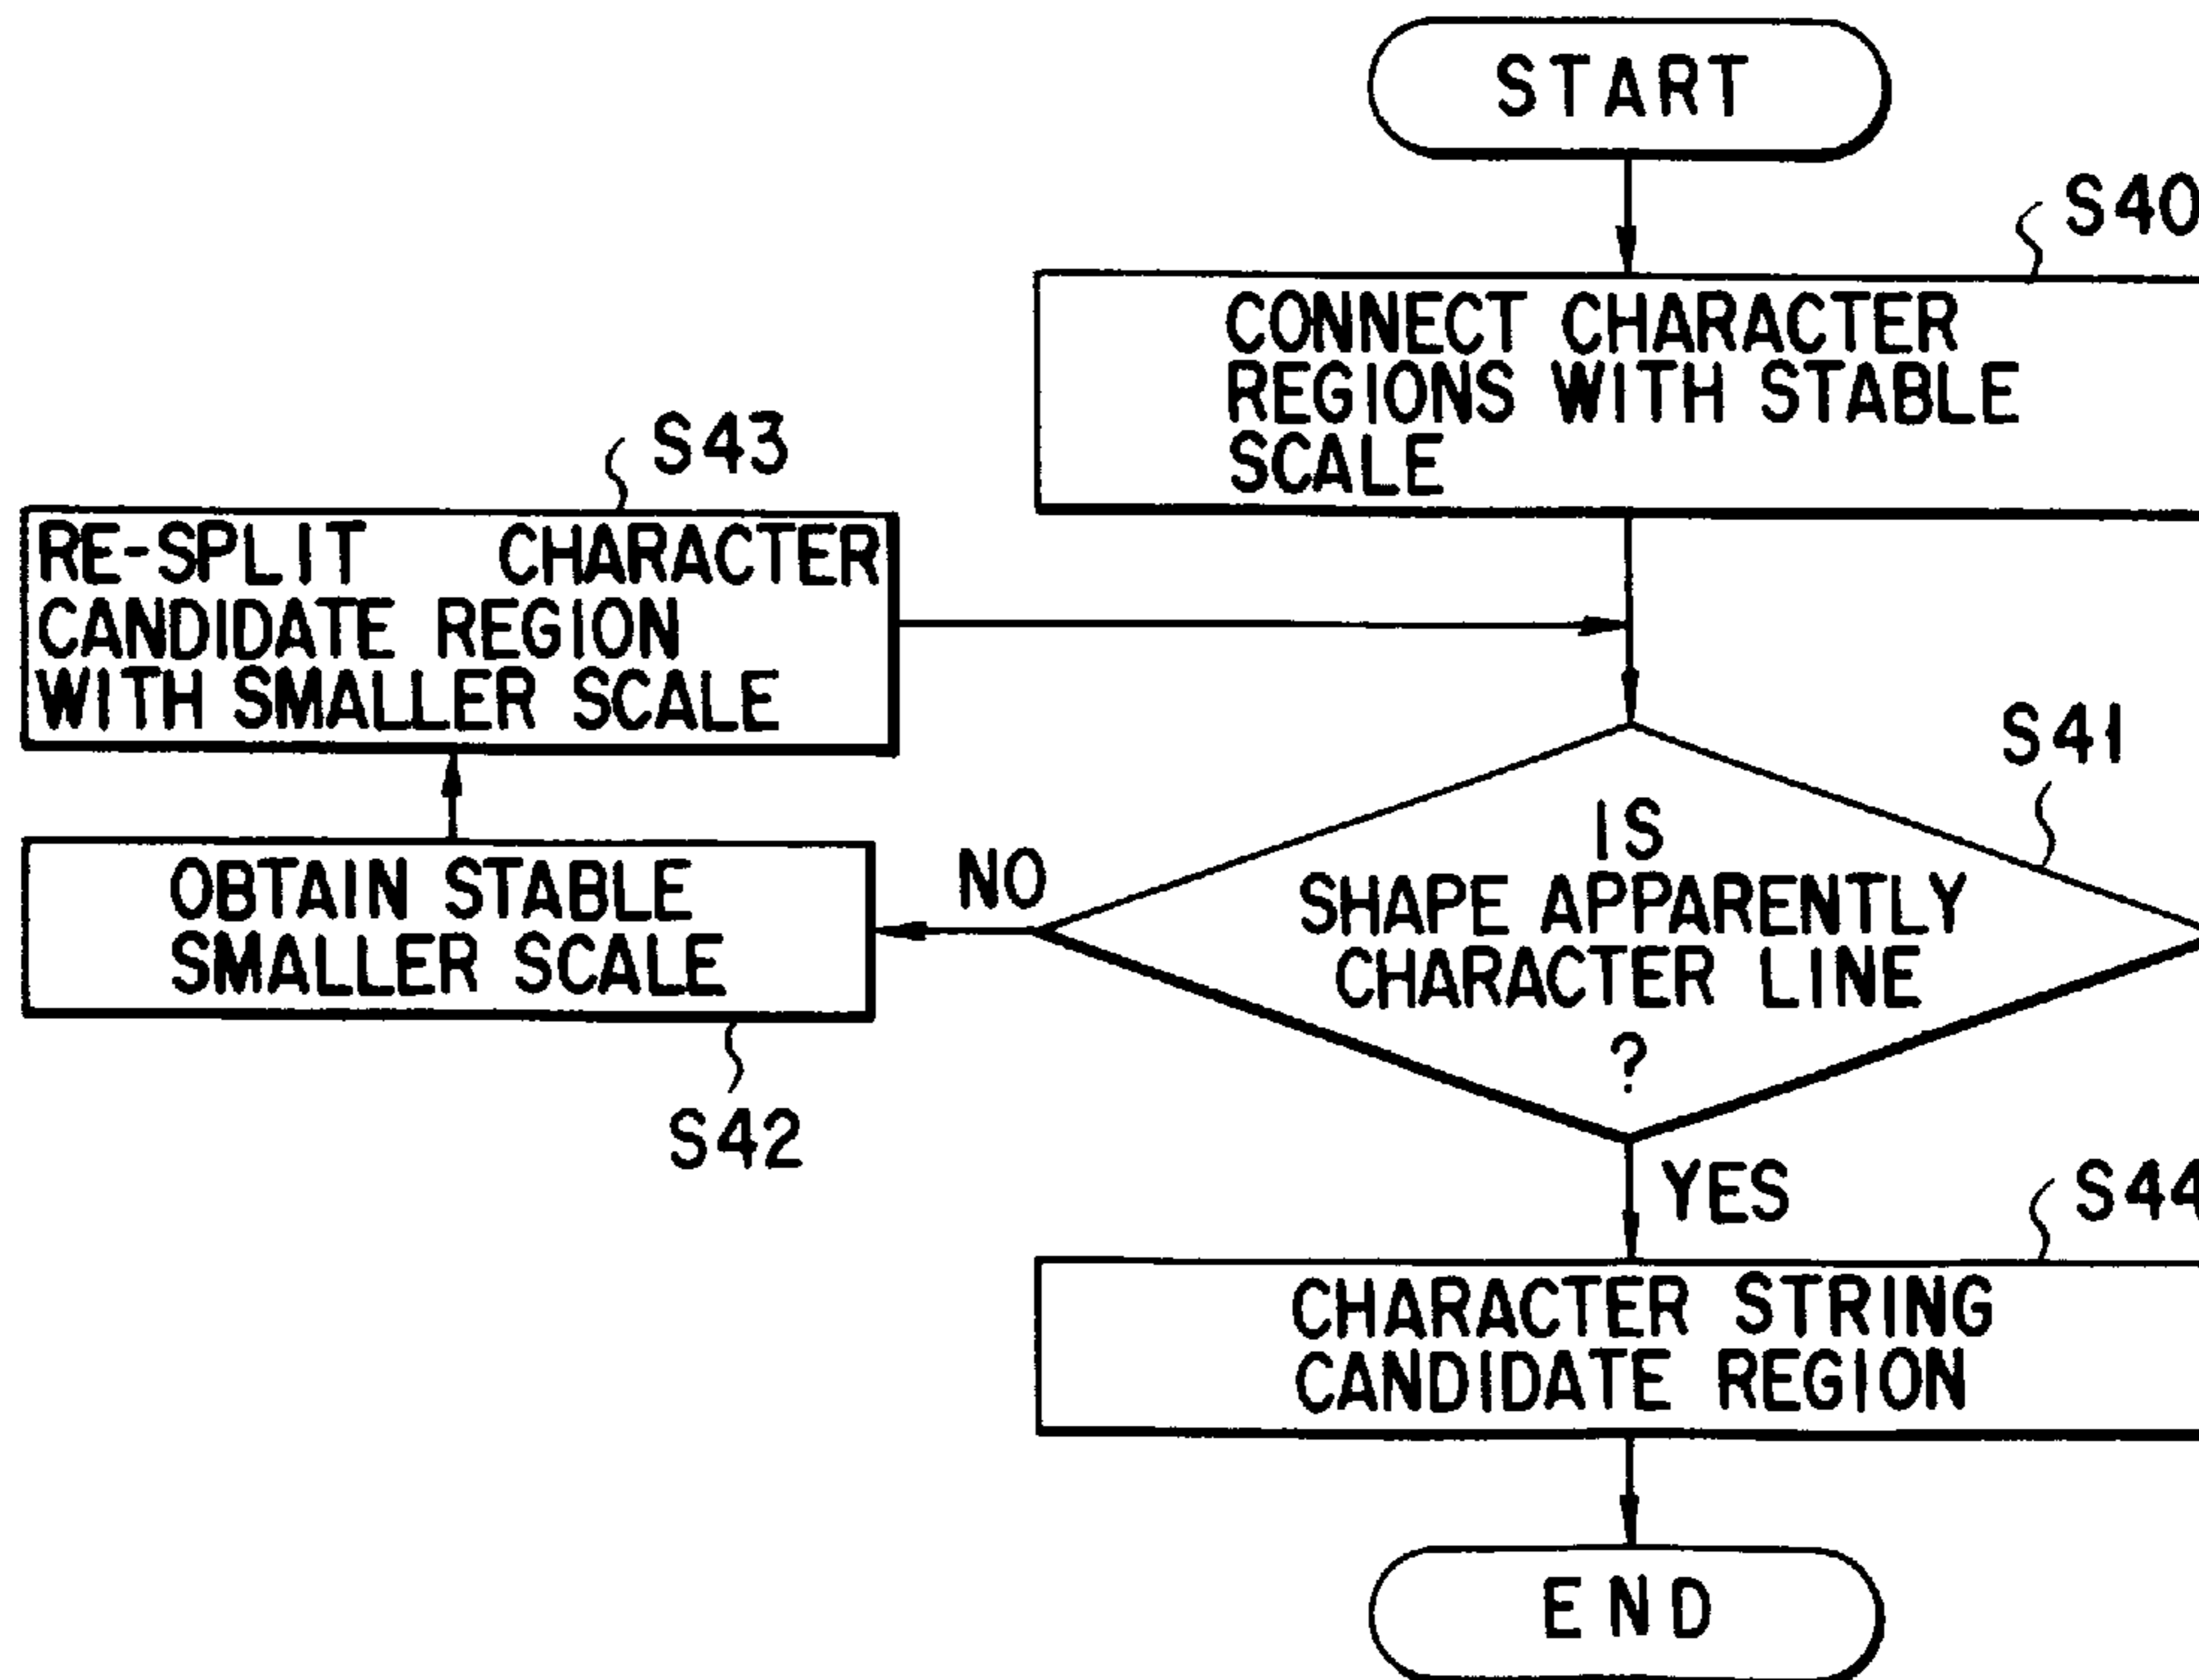 START
S40
CONNECT CHARACTER
REGIONS WITH STABLE
SCALE
S43
RE-SPLIT CHARACTER
CANDIDATE REGION
WITH SMALLER SCALE
S41
IS
SHAPE APPARENTLY
CHARACTER LINE
?
NO
OBTAIN STABLE
SMALLER SCALE
S42
YES
S44
CHARACTER STRING
CANDIDATE REGION
END